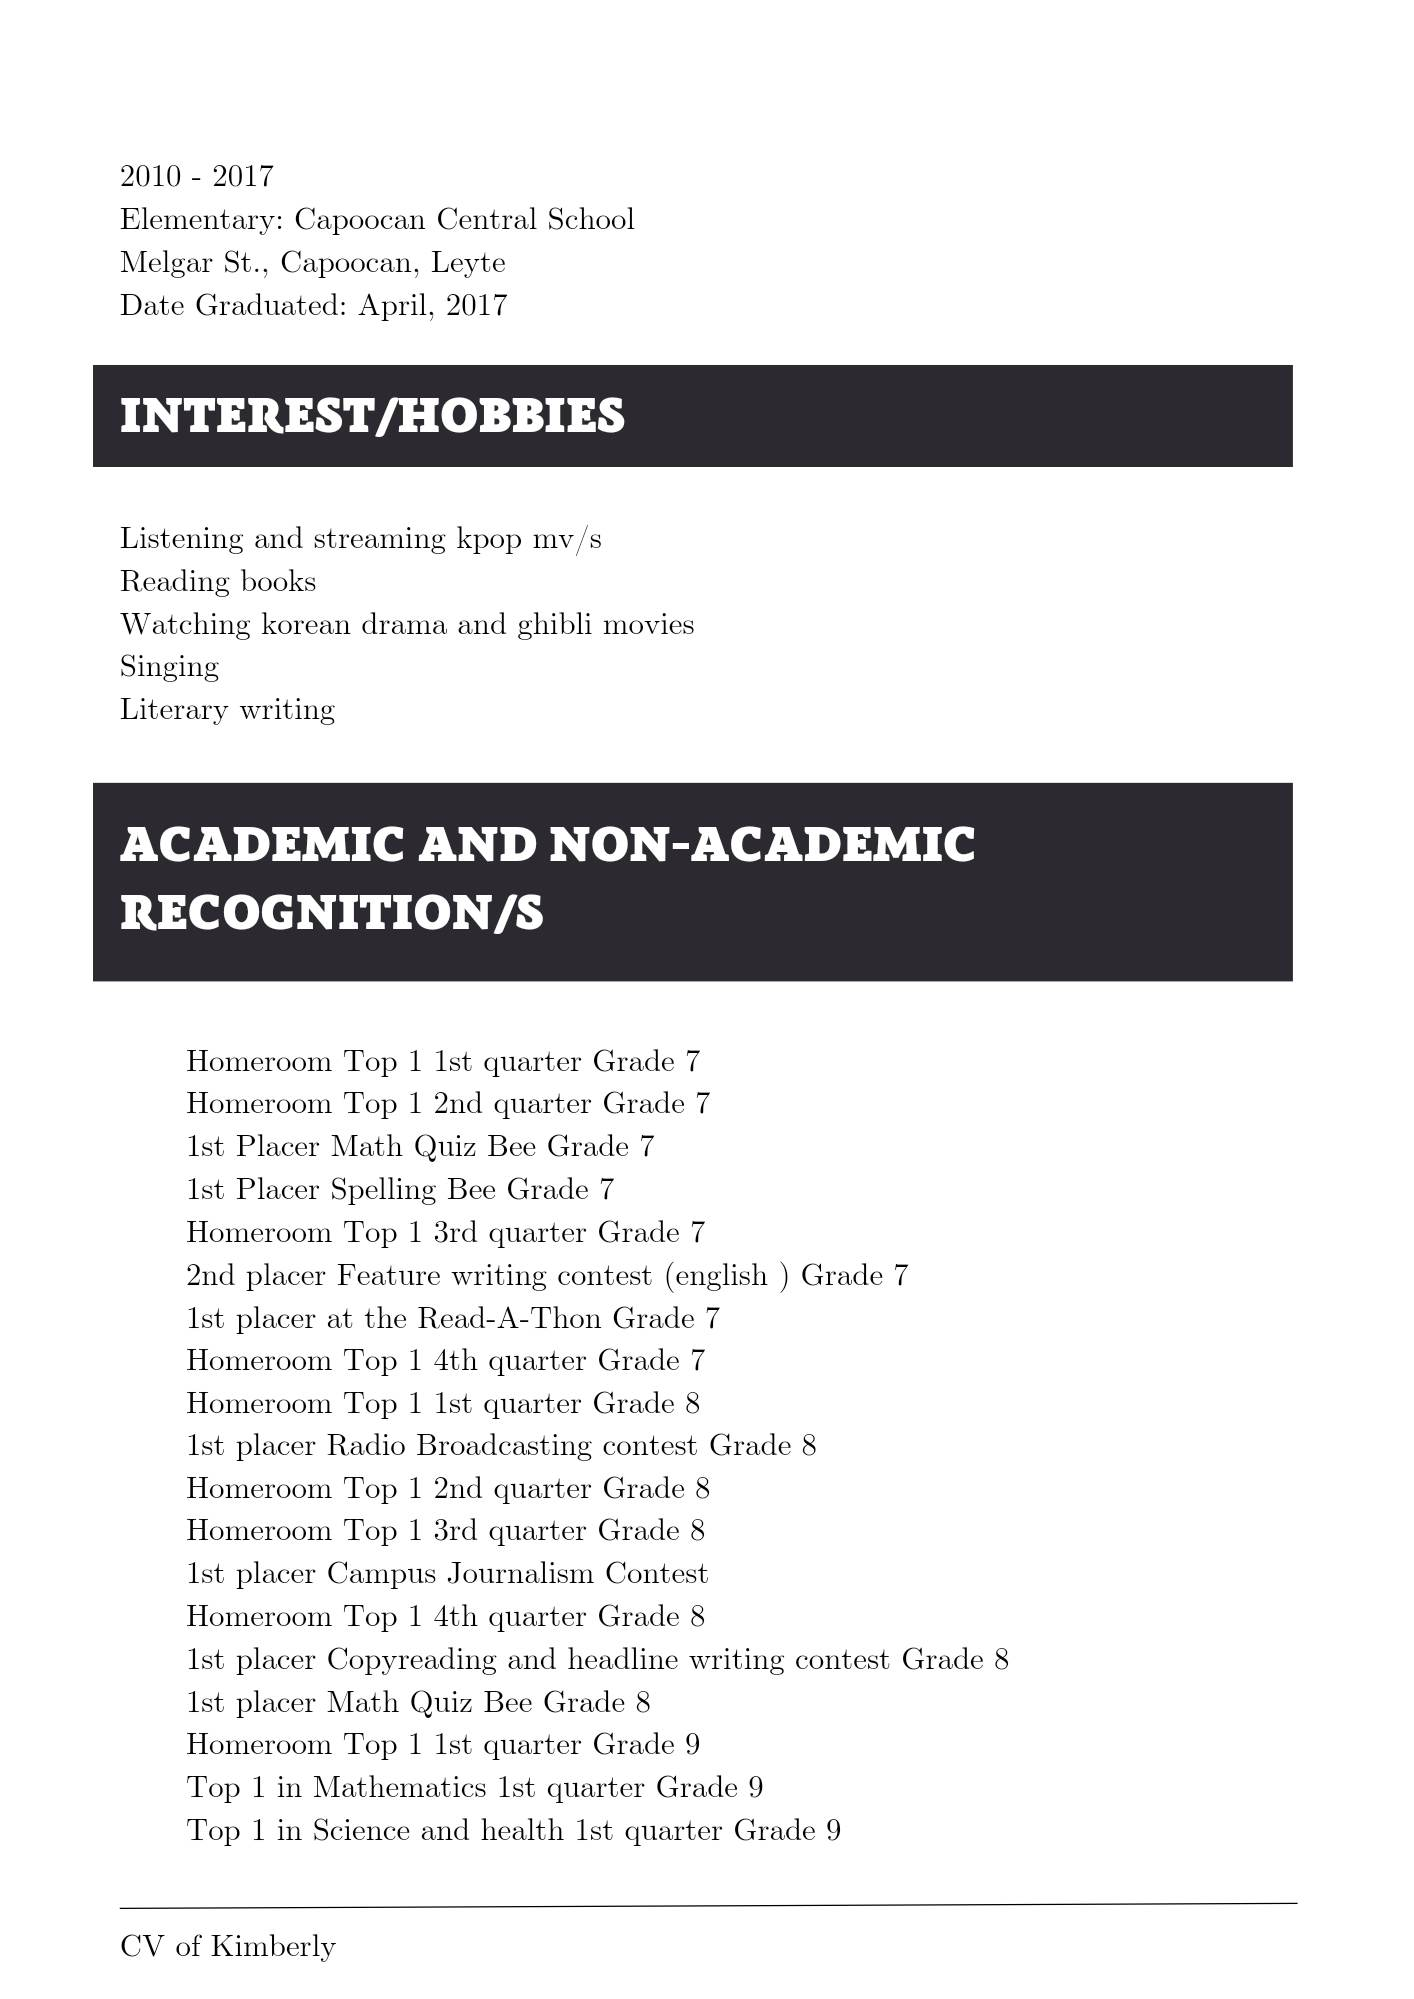 2010 - 2017
Elementary: Capoocan Central School
Melgar St., Capoocan, Leyte
Date Graduated: April, 2017
INTEREST/HOBBIES
Listening and streaming kpop mv/s
Reading books
Watching korean drama and ghibli movies
Singing
Literary writing
ACADEMIC AND NON-ACADEMIC
RECOGNITION/S
Homeroom Top 1 1st quarter Grade 7
Homeroom Top 1 2nd quarter Grade 7
1st Placer Math Quiz Bee Grade 7
1st Placer Spelling Bee Grade 7
Homeroom Top 1 3rd quarter Grade 7
2nd placer Feature writing contest (english ) Grade 7
1st placer at the Read-A-Thon Grade 7
Homeroom Top 1 4th quarter Grade 7
Homeroom Top 1 1st quarter Grade 8
1st placer Radio Broadcasting contest Grade 8
Homeroom Top 1 2nd quarter Grade 8
Homeroom Top 1 3rd quarter Grade 8
1st placer Campus Journalism Contest
Homeroom Top 1 4th quarter Grade 8
1st placer Copyreading and headline writing contest Grade 8
1st placer Math Quiz Bee Grade 8
Homeroom Top 1 1st quarter Grade 9
Top 1 in Mathematics 1st quarter Grade 9
Top 1 in Science and health 1st quarter Grade 9
CV of Kimberly